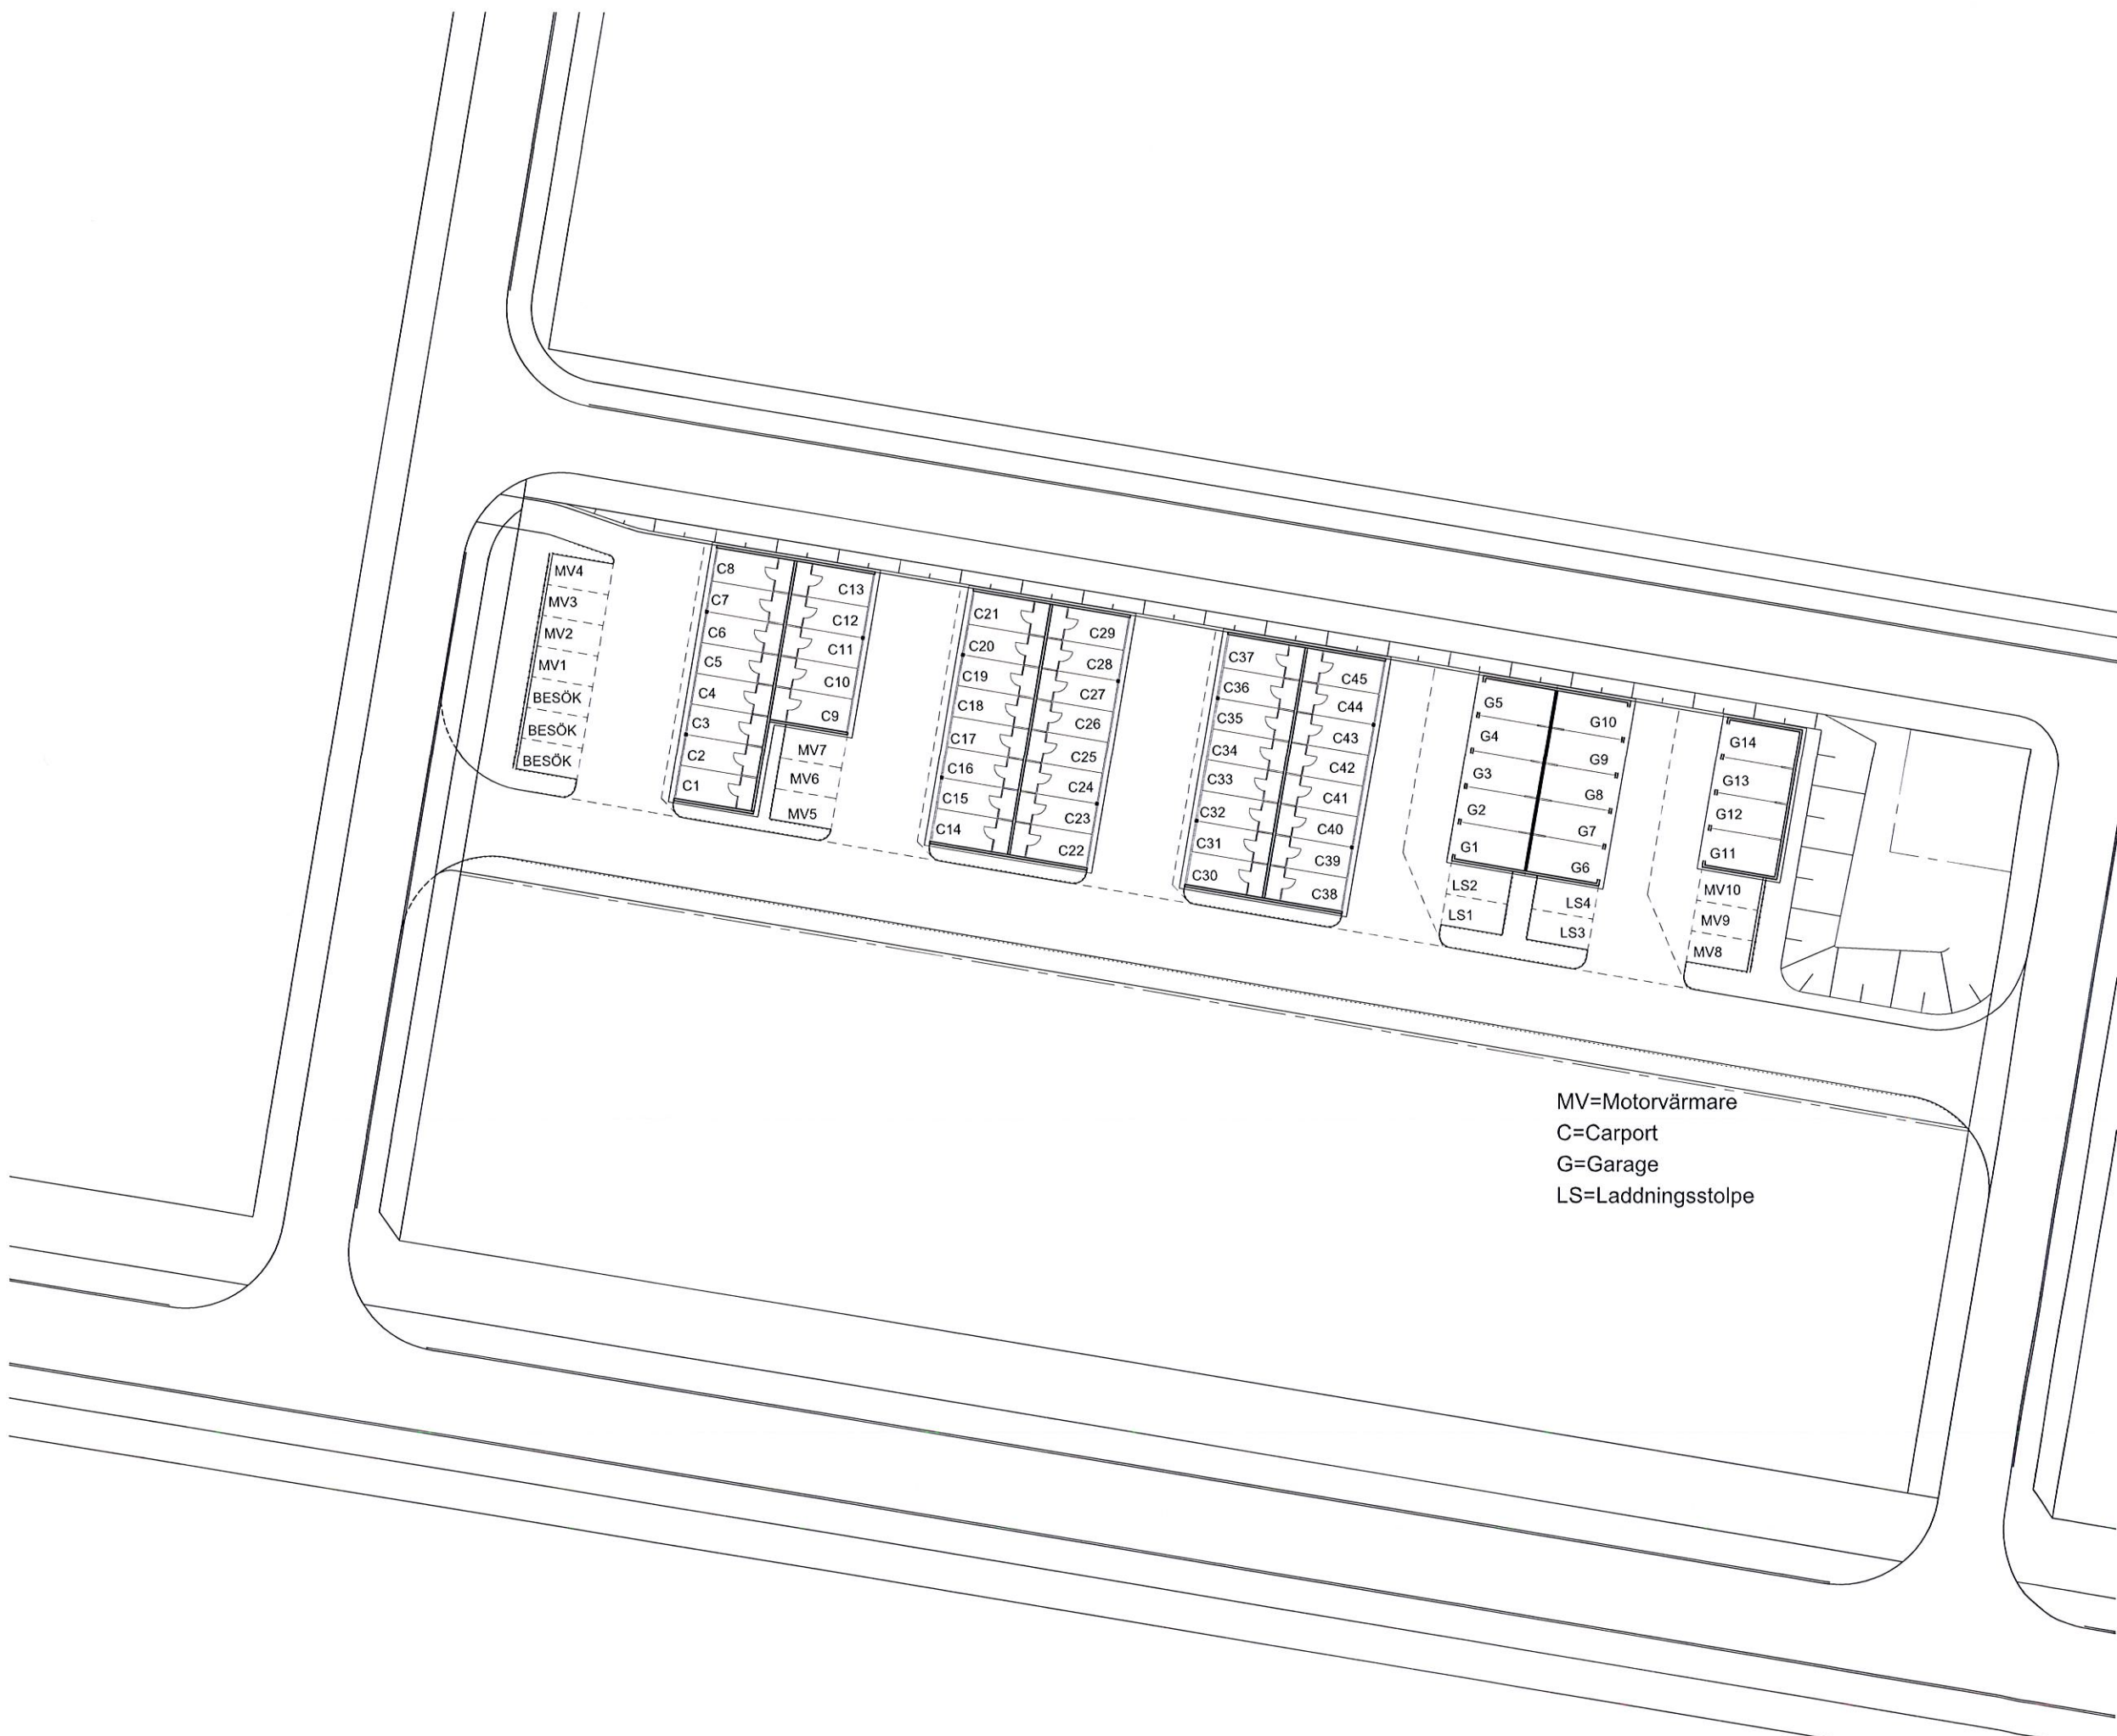 MV4
MV3
MV2
MV1
BESÖK
BESÖK
BESÖK
C8
C7
C6
C5
C4
C3
C2
C1
C13
C12
C11
C10
C9
MV7
MV6
MV5
C21
C20
C19
C18
C17
C16
C15
C14
C29
C28
C27
C26
C25
C24
C23
C22
C37
C36
C35
C34
C33
C32
C31
C30
C45
C44
C43
C42
C41
C40
C39
C38
G5
G4
G3
G2
G1
LS2
LS1
G10
G9
G8
G7
G6
LS4
LS3
G14
G13
G12
G11
MV10
MV9
MV8
MV=Motorvärmare
C=Carport
G=Garage
LS=Laddningsstolpe